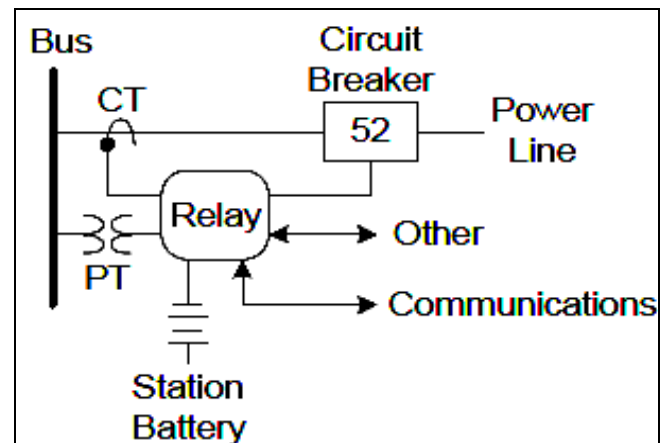 Bus
Circuit
Breaker
CT
52
Power
Line
Relay
Other
PT
Communications
Station
Battery